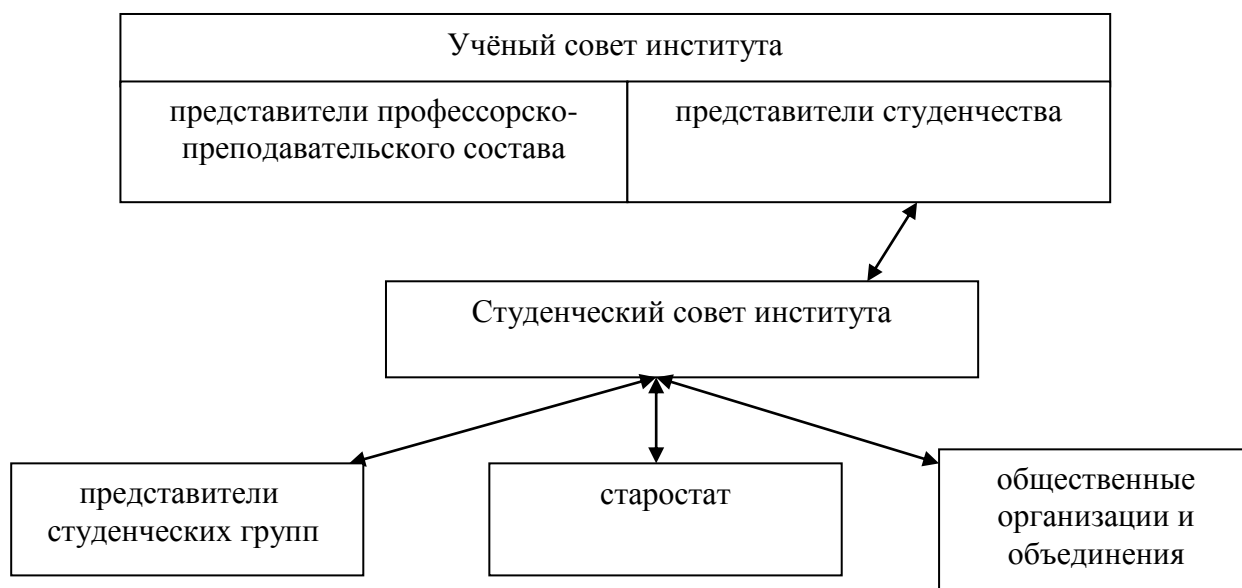 Учёный совет института
представители профессорско-
преподавательского состава
представители студенчества
Студенческий совет института
представители
студенческих групп
старостат
общественные
организации и
объединения